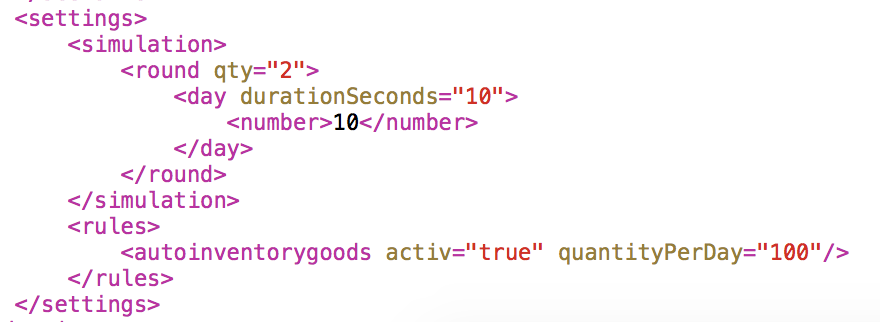 <settings>
<simulation>
<round qty="2">
<day durationSeconds="10">
<number>10</number>
</day>
</round>
</simulation>
<rules>
<autoinventorygoods activ="true" quantityPerDay="100"/>
</rules>
</settings>